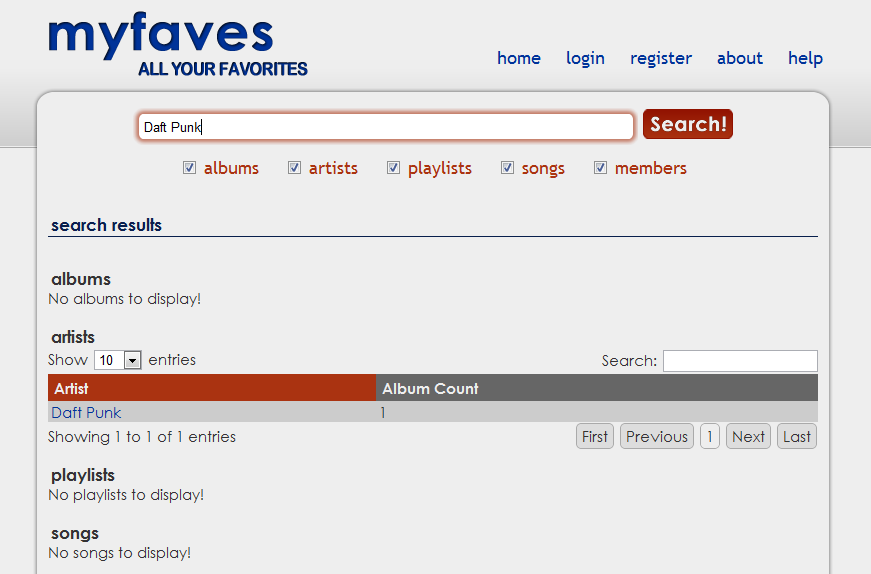 myfaves
ALL YOUR FAVORITES
home login register about help
Daft Punk Search!
albums artists playlists songs members
search results
albums
No albums to display!
artists
Show 10 entries Search:
Artist Album Count
Daft Punk 1
Showing 1 to 1 of 1 entries First Previous 1 Next Last
playlists
No playlists to display!
songs
No songs to display!